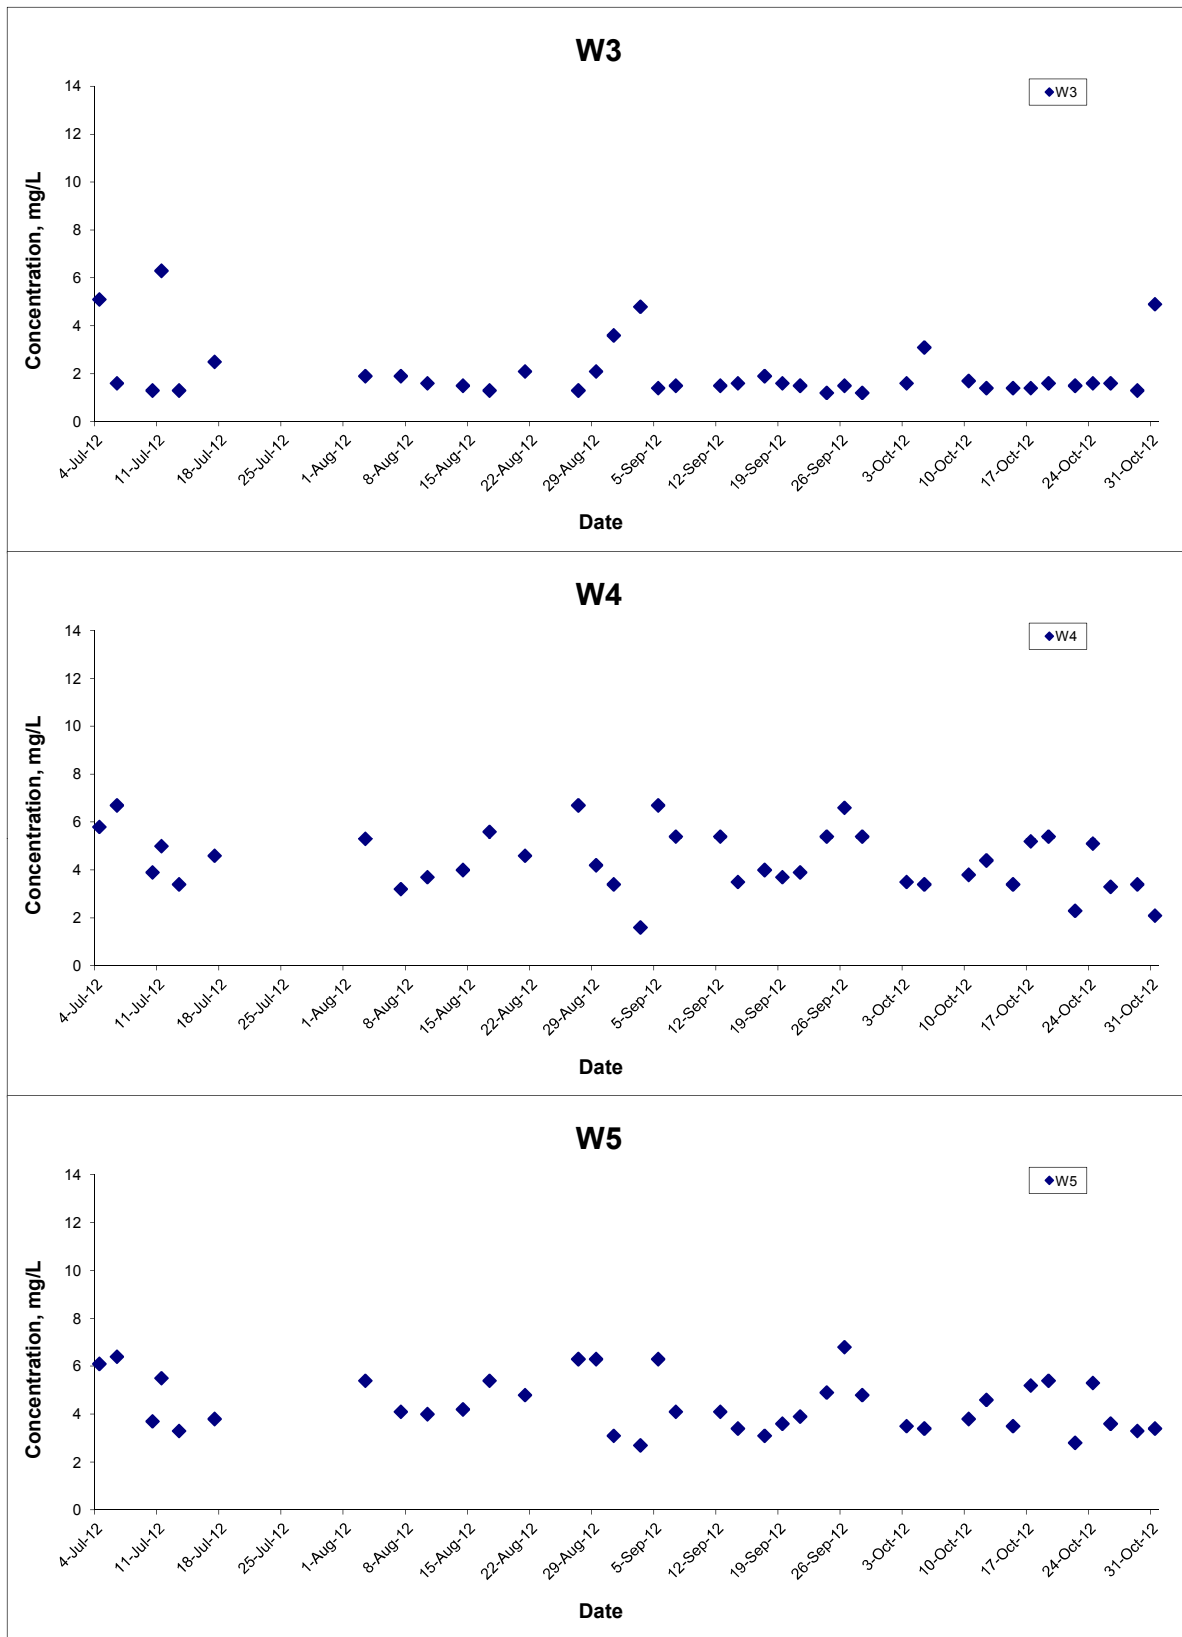 W3
W3
Concentration, mg/L
14
12
10
8
6
4
2
0
4-Jul-12
11-Jul-12
18-Jul-12
25-Jul-12
1-Aug-12
8-Aug-12
15-Aug-12
22-Aug-12
29-Aug-12
5-Sep-12
12-Sep-12
19-Sep-12
26-Sep-12
3-Oct-12
10-Oct-12
17-Oct-12
24-Oct-12
31-Oct-12
Date
W4
W4
Concentration, mg/L
14
12
10
8
6
4
2
0
4-Jul-12
11-Jul-12
18-Jul-12
25-Jul-12
1-Aug-12
8-Aug-12
15-Aug-12
22-Aug-12
29-Aug-12
5-Sep-12
12-Sep-12
19-Sep-12
26-Sep-12
3-Oct-12
10-Oct-12
17-Oct-12
24-Oct-12
31-Oct-12
Date
W5
W5
Concentration, mg/L
14
12
10
8
6
4
2
0
4-Jul-12
11-Jul-12
18-Jul-12
25-Jul-12
1-Aug-12
8-Aug-12
15-Aug-12
22-Aug-12
29-Aug-12
5-Sep-12
12-Sep-12
19-Sep-12
26-Sep-12
3-Oct-12
10-Oct-12
17-Oct-12
24-Oct-12
31-Oct-12
Date